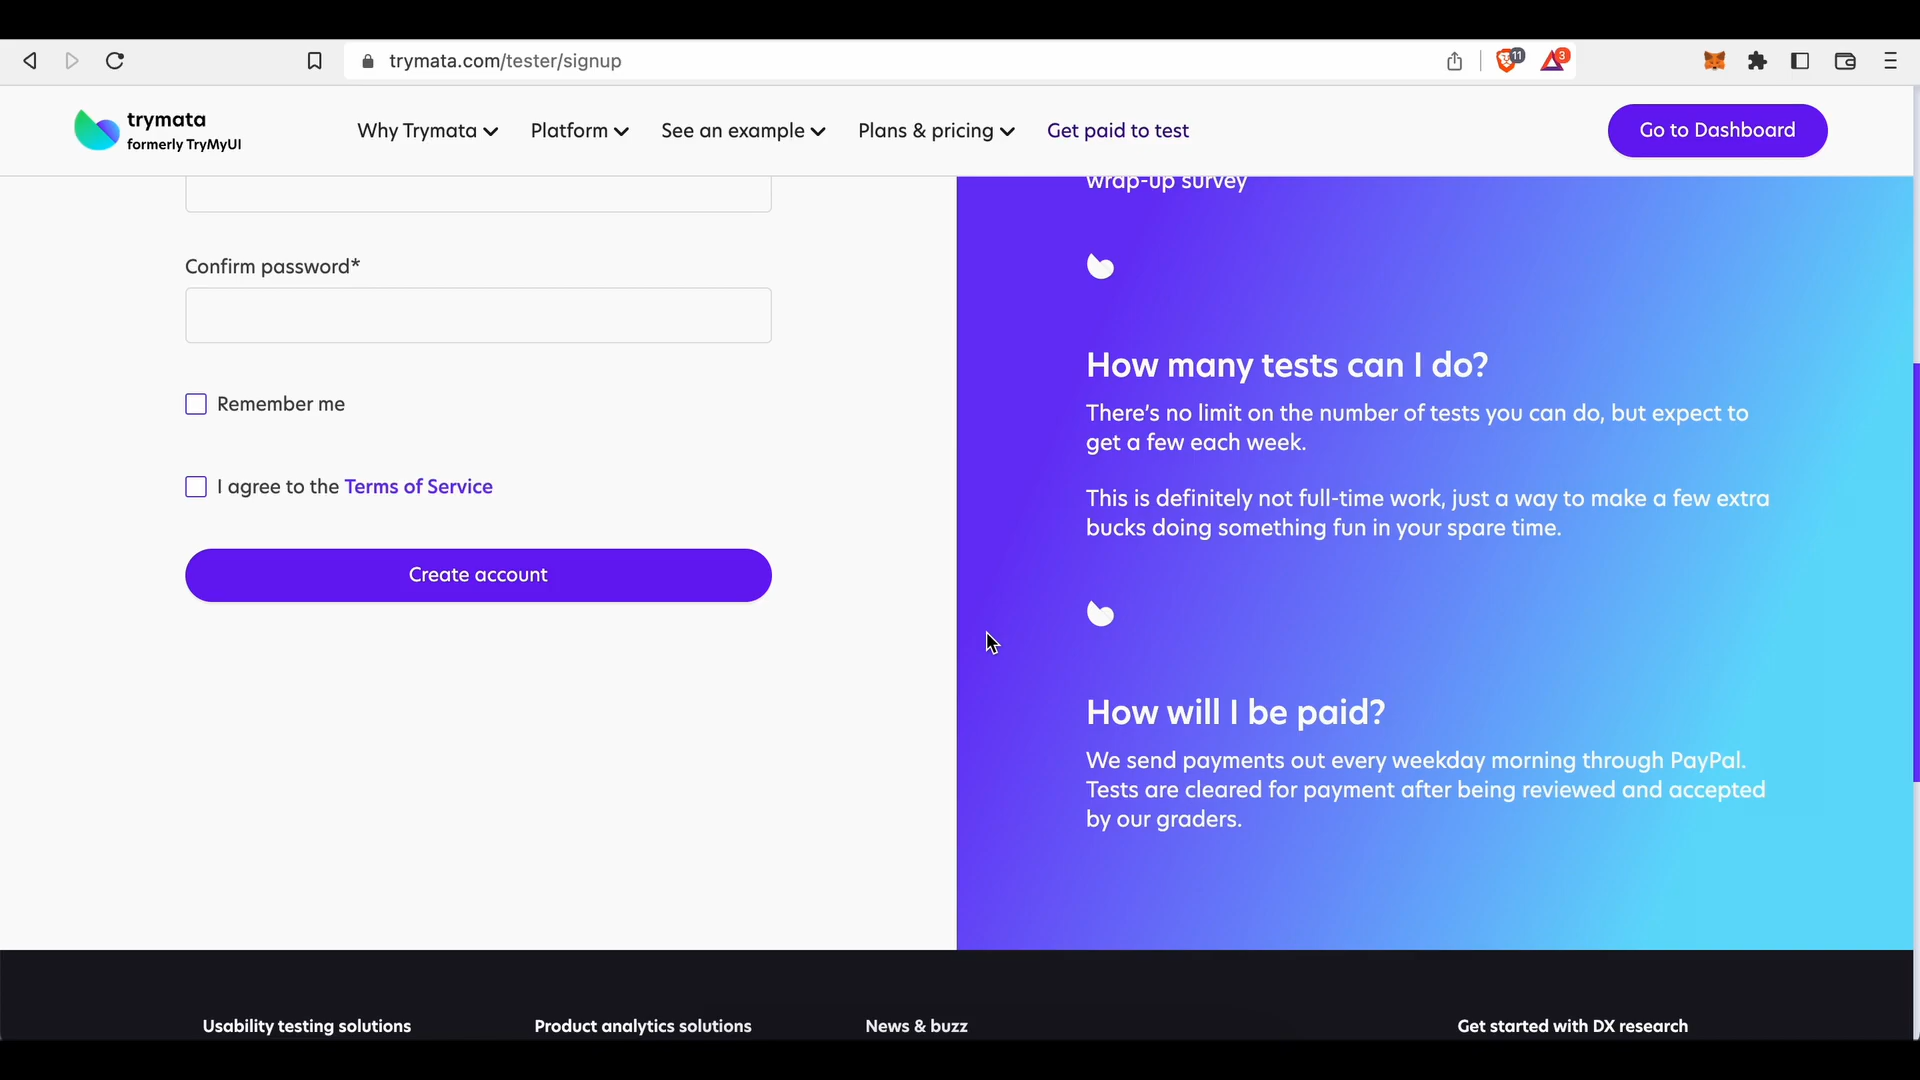 trymata.com/tester/signup
11
3
trymata
formerly TryMyUI
Why Trymata
Platform
See an example
Plans & pricing
Get paid to test
Go to Dashboard
wrap-up survey
Confirm password*
Remember me
I agree to the Terms of Service
Create account
How many tests can I do?
There's no limit on the number of tests you can do, but expect to
get a few each week.
This is definitely not full-time work, just a way to make a few extra
bucks doing something fun in your spare time.
How will I be paid?
We send payments out every weekday morning through PayPal.
Tests are cleared for payment after being reviewed and accepted
by our graders.
Usability testing solutions
Product analytics solutions
News & buzz
Get started with DX research